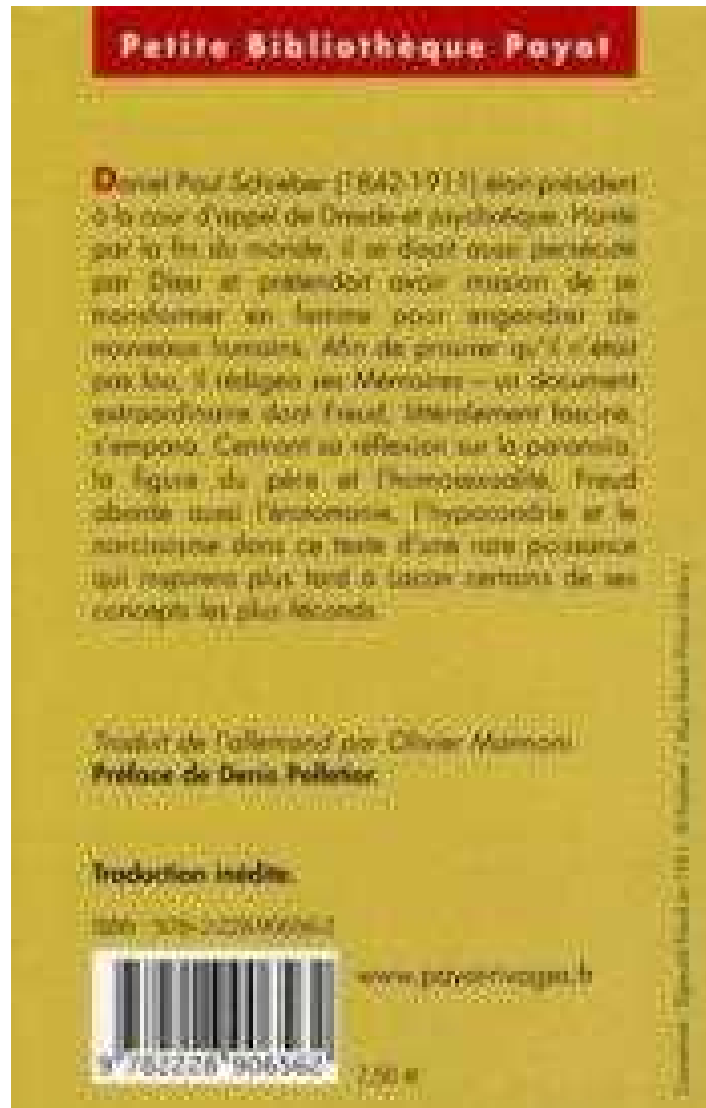 Petite Bibliothèque Payot
Daniel Paul Schreber (1842-1911) était président
à la cour d'appel de Dresde et psychotique. Hanté
par la fin du monde, il se disait aussi persécuté
par Dieu et prétendait avoir mission de se
transformer en femme pour engendrer de
nouveaux humains. Afin de prouver qu'il n'était
pas fou, il rédigea ses Mémoires – un document
extraordinaire dont Freud, littéralement fasciné,
s'empara. Centrant sa réflexion sur la paranoïa,
la figure du père et l'homosexualité, Freud
aborde aussi l'érotomanie, l'hypocondrie et le
narcissisme dans ce texte d'une rare puissance
qui inspirera plus tard à Lacan certains de ses
concepts les plus féconds.
Traduit de l'allemand par Olivier Mannoni
Préface de Denis Pelletier.
Traduction inédite.
ISBN :
www.payot-rivages.fr
9 782228 906562
7,50 €